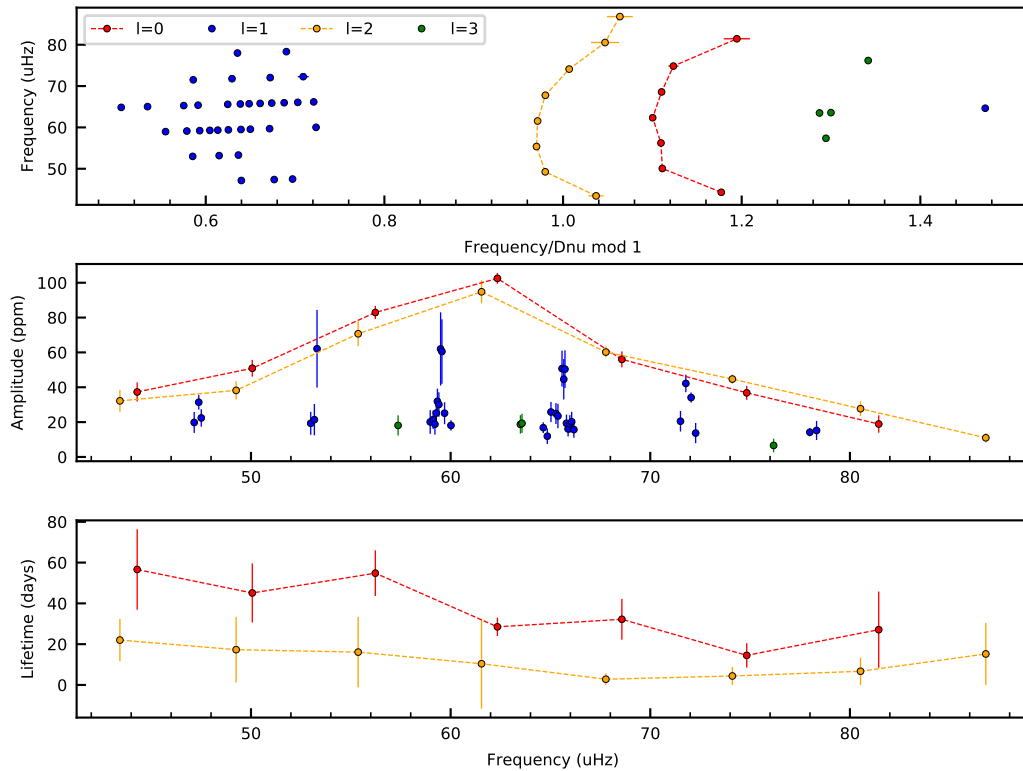 l=0 l=1 l=2 l=3
Frequency (uHz)
80
70
60
50
0.6 0.8 1.0 1.2 1.4
Frequency/Dnu mod 1
Amplitude (ppm)
100
80
60
40
20
0
50 60 70 80
Lifetime (days)
80
60
40
20
0
50 60 70 80
Frequency (uHz)